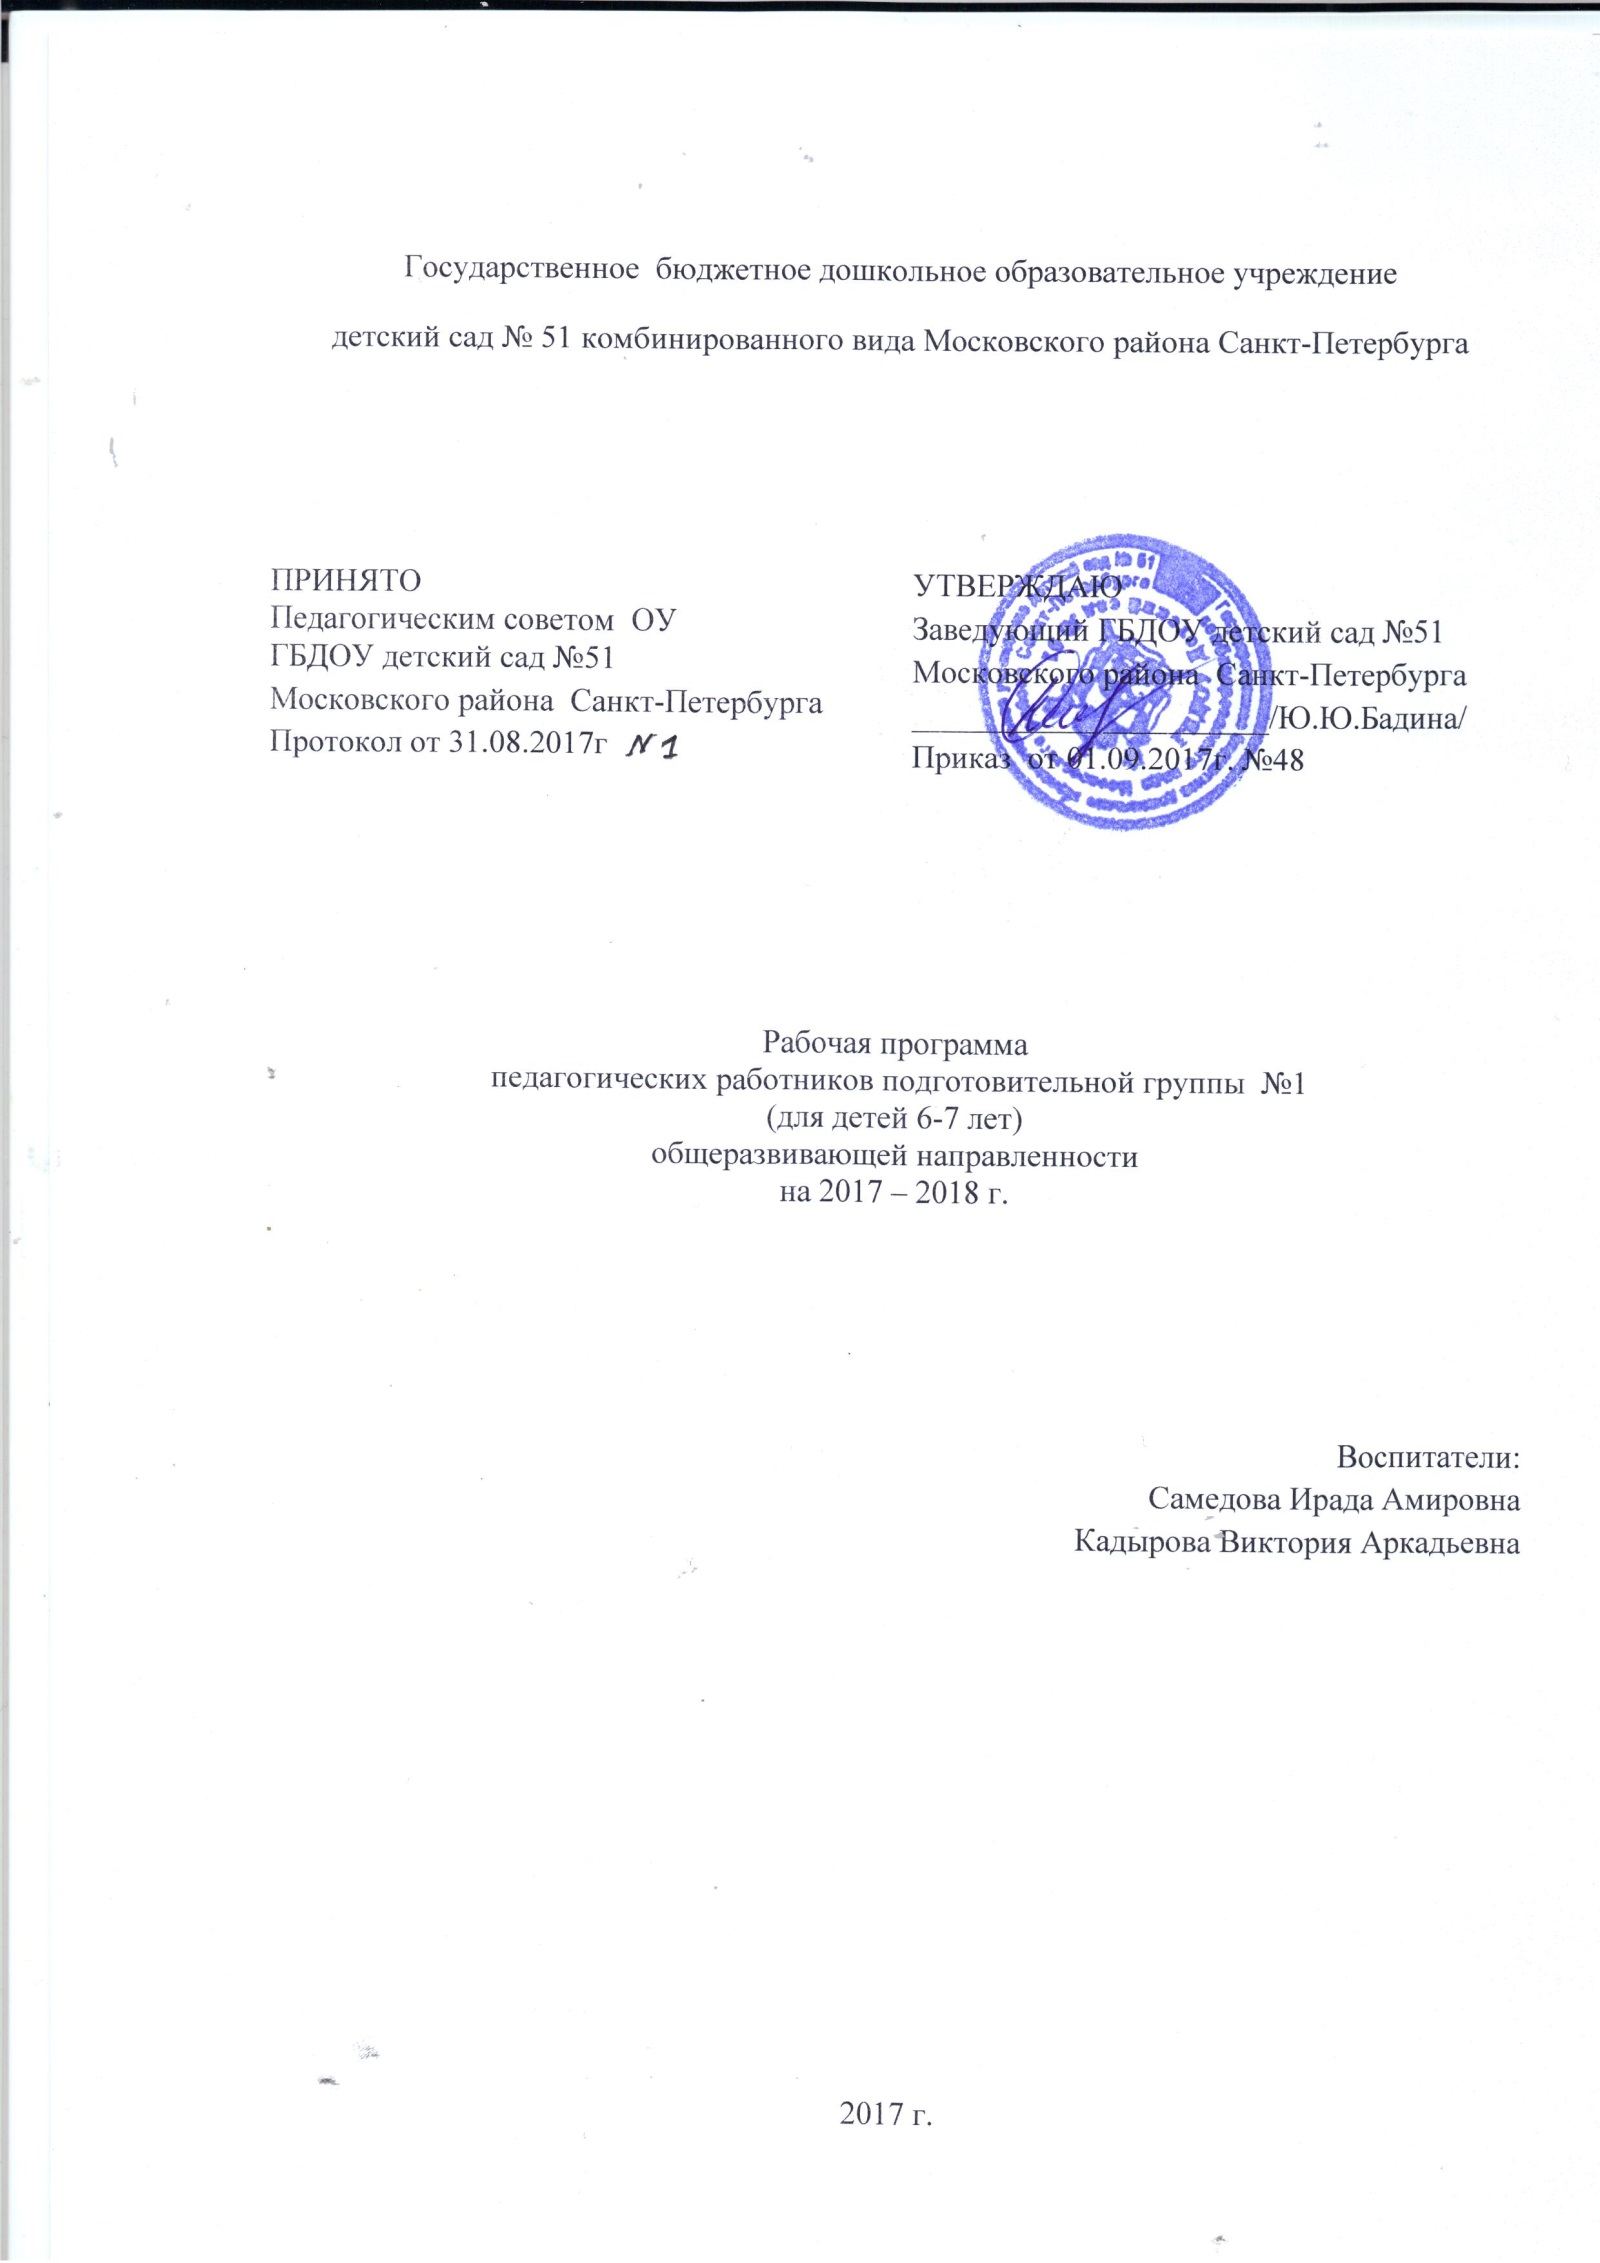 Государственное бюджетное дошкольное образовательное учреждение
детский сад № 51 комбинированного вида Московского района Санкт-Петербурга
ПРИНЯТО
Педагогическим советом ОУ
ГБДОУ детский сад №51
Московского района Санкт-Петербурга
Протокол от 31.08.2017г N 1
УТВЕРЖДАЮ
Заведующий ГБДОУ детский сад №51
Московского района Санкт-Петербурга
/Ю.Ю.Бадина/
Приказ от 01.09.2017г. №48
Рабочая программа
педагогических работников подготовительной группы №1
(для детей 6-7 лет)
общеразвивающей направленности
на 2017 – 2018 г.
Воспитатели:
Самедова Ирада Амировна
Кадырова Виктория Аркадьевна
2017 г.